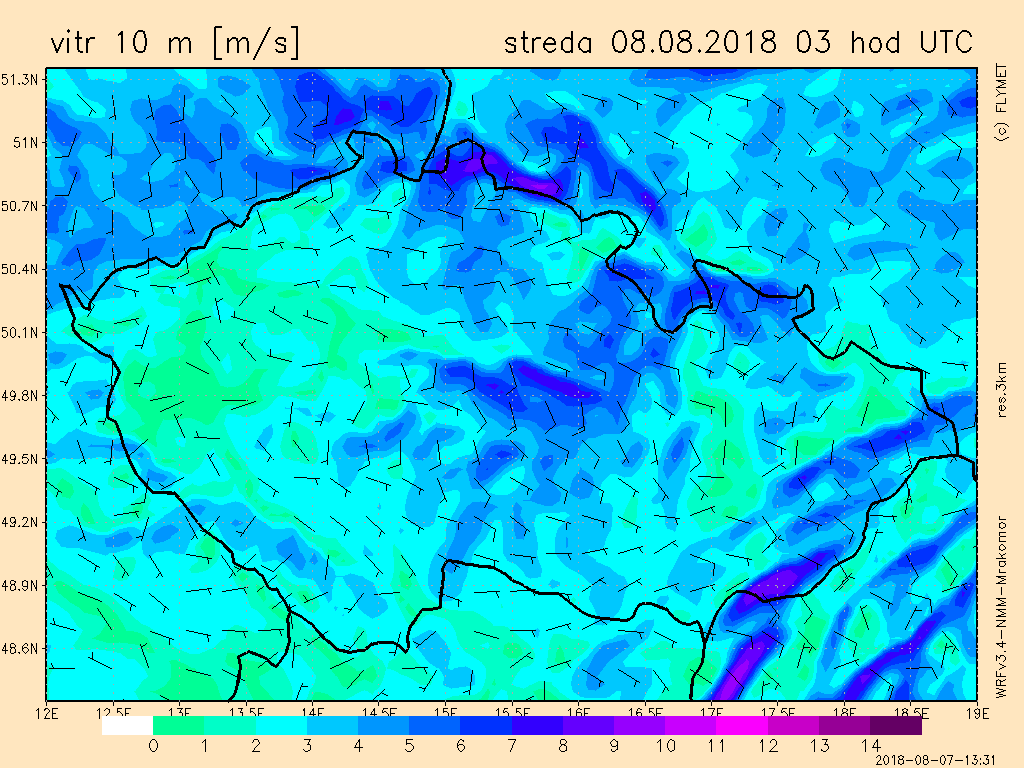 vitr 10 m [m/s]
streda 08.08.2018 03 hod UTC
(c) FLYMET
51.3N
51N
50.7N
50.4N
50.1N
49.8N
49.5N
49.2N
48.9N
48.6N
res.3km
WRFv3.4-NMM-Mrakomor
12E 12.5E 13E 13.5E 14E 14.5E 15E 15.5E 16E 16.5E 17E 17.5E 18E 18.5E 19E
0 1 2 3 4 5 6 7 8 9 10 11 12 13 14
2018-08-07-13:31